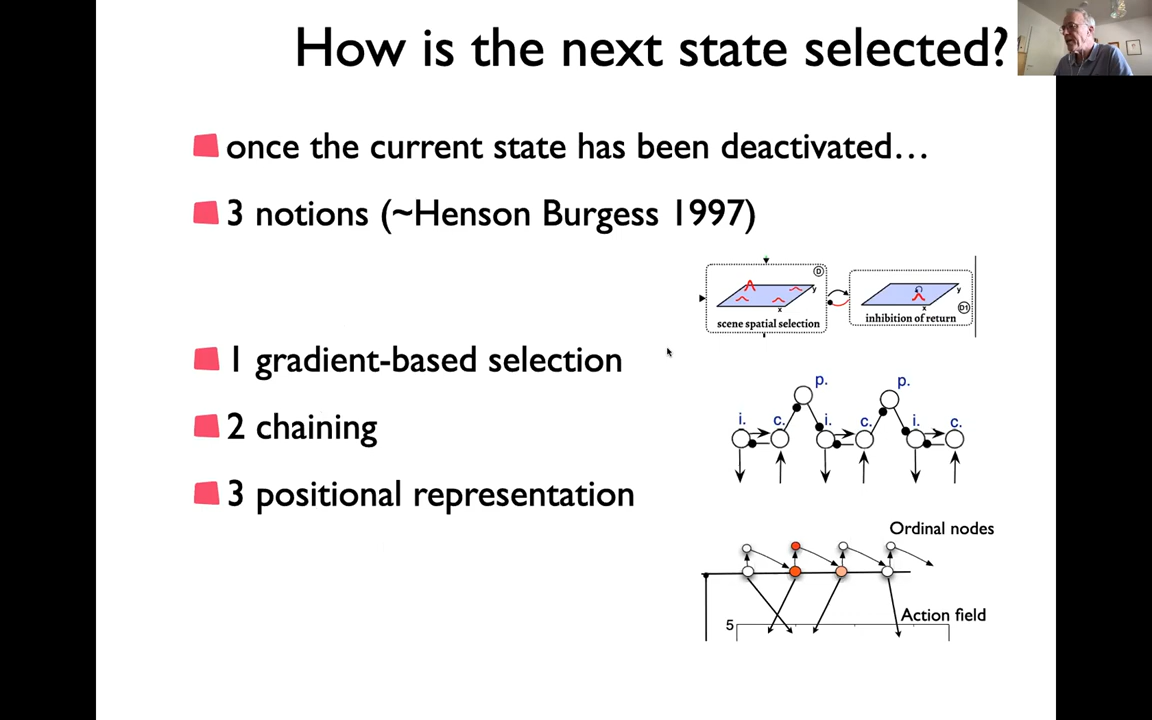 How is the next state selected?
once the current state has been deactivated…
3 notions (~Henson Burgess 1997)
D
y
x
scene spatial selection
y
x
D1
inhibition of return
1 gradient-based selection
p. p.
i. c. i. c. i. c.
2 chaining
3 positional representation
Ordinal nodes
Action field
5